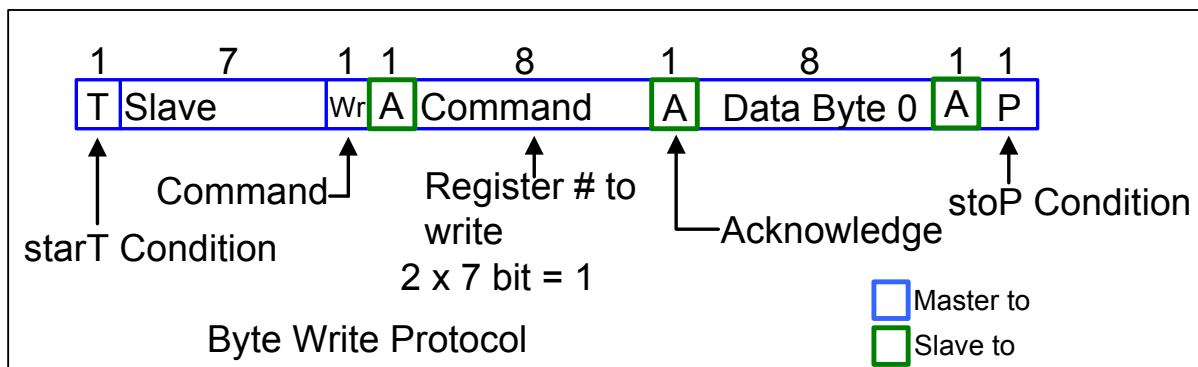 1 7 1 1 8 1 8 1 1
T Slave Wr A Command A Data Byte 0 A P
Command
Register # to
write
2 x 7 bit = 1
starT Condition
Acknowledge
stoP Condition
Byte Write Protocol
Master to
Slave to